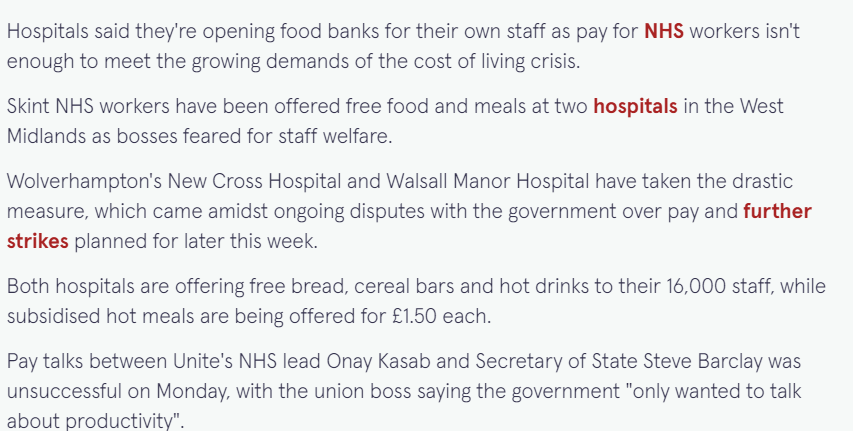 Hospitals said they're opening food banks for their own staff as pay for NHS workers isn't
enough to meet the growing demands of the cost of living crisis.
Skint NHS workers have been offered free food and meals at two hospitals in the West
Midlands as bosses feared for staff welfare.
Wolverhampton's New Cross Hospital and Walsall Manor Hospital have taken the drastic
measure, which came amidst ongoing disputes with the government over pay and further
strikes planned for later this week.
Both hospitals are offering free bread, cereal bars and hot drinks to their 16,000 staff, while
subsidised hot meals are being offered for £1.50 each.
Pay talks between Unite's NHS lead Onay Kasab and Secretary of State Steve Barclay was
unsuccessful on Monday, with the union boss saying the government "only wanted to talk
about productivity".